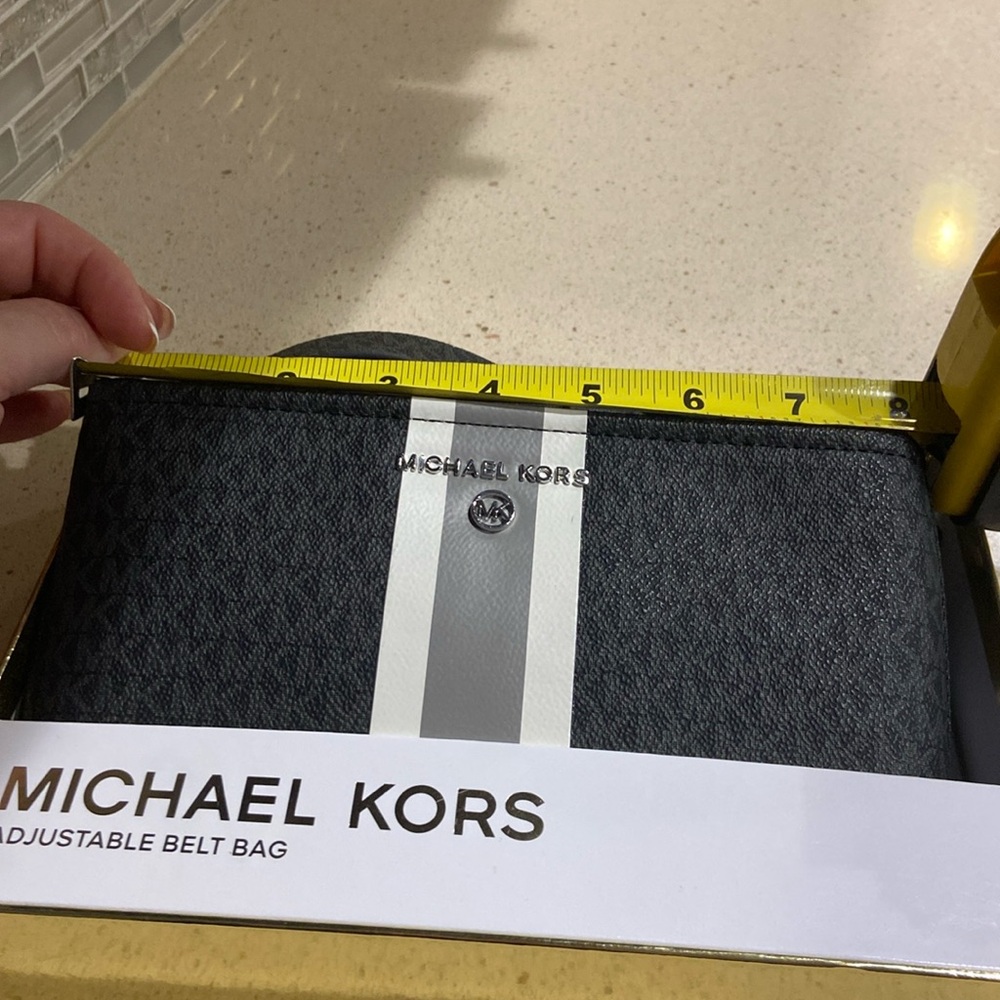 2 3 4 5 6 7 8
MICHAEL KORS
MK
MICHAEL KORS
ADJUSTABLE BELT BAG